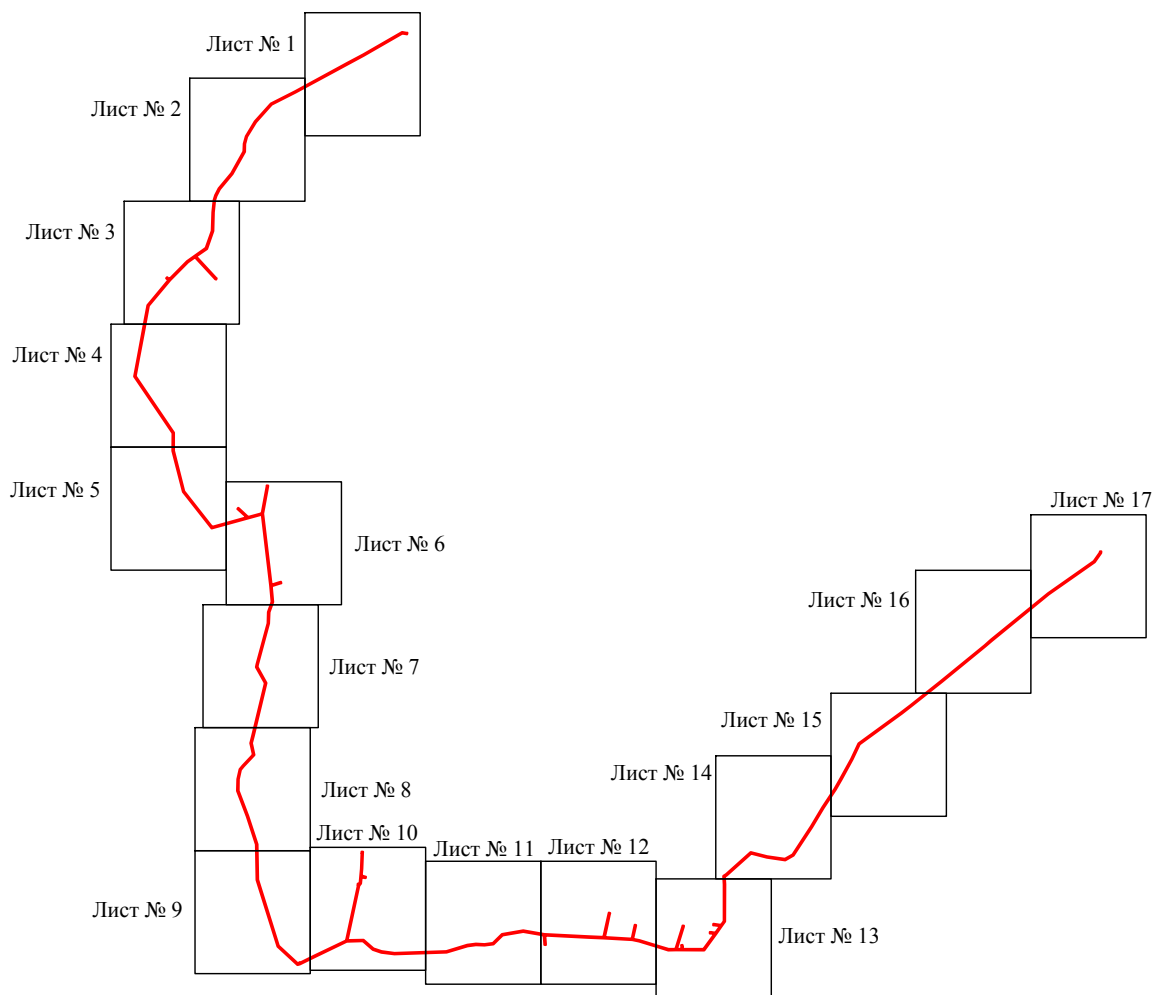 Лист № 1
Лист № 2
Лист № 3
Лист № 4
Лист № 5
Лист № 6
Лист № 7
Лист № 8
Лист № 9
Лист № 10
Лист № 11
Лист № 12
Лист № 13
Лист № 14
Лист № 15
Лист № 16
Лист № 17